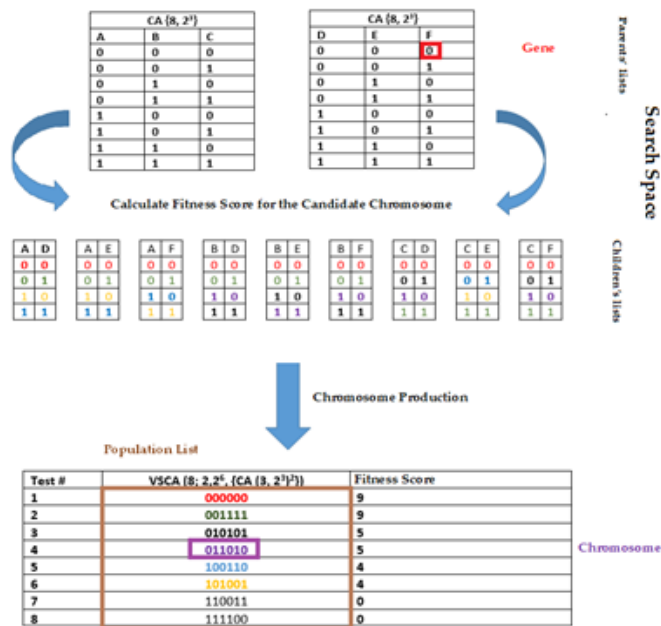 CA (8, 2³)
A B C
0 0 0
0 0 1
0 1 0
0 1 1
1 0 0
1 0 1
1 1 0
1 1 1
CA (8, 2³)
D E F
0 0 0
0 0 1
0 1 0
0 1 1
1 0 0
1 0 1
1 1 0
1 1 1
Gene
Parents' lists
Search Space
Calculate Fitness Score for the Candidate Chromosome
A D
0 0
0 1
1 0
1 1
A E
0 0
0 1
1 0
1 1
A F
0 0
0 1
1 0
1 1
B D
0 0
0 1
1 0
1 1
B E
0 0
0 1
1 0
1 1
B F
0 0
0 1
1 0
1 1
C D
0 0
0 1
1 0
1 1
C E
0 0
0 1
1 0
1 1
C F
0 0
0 1
1 0
1 1
Children's lists
Chromosome Production
Population List
Test # VSCA (8; 2,2⁶, {CA (3, 2³)²}) Fitness Score
1 000000 9
2 001111 9
3 010101 5
4 011010 5
5 100110 4
6 101001 4
7 110011 0
8 111100 0
Chromosome